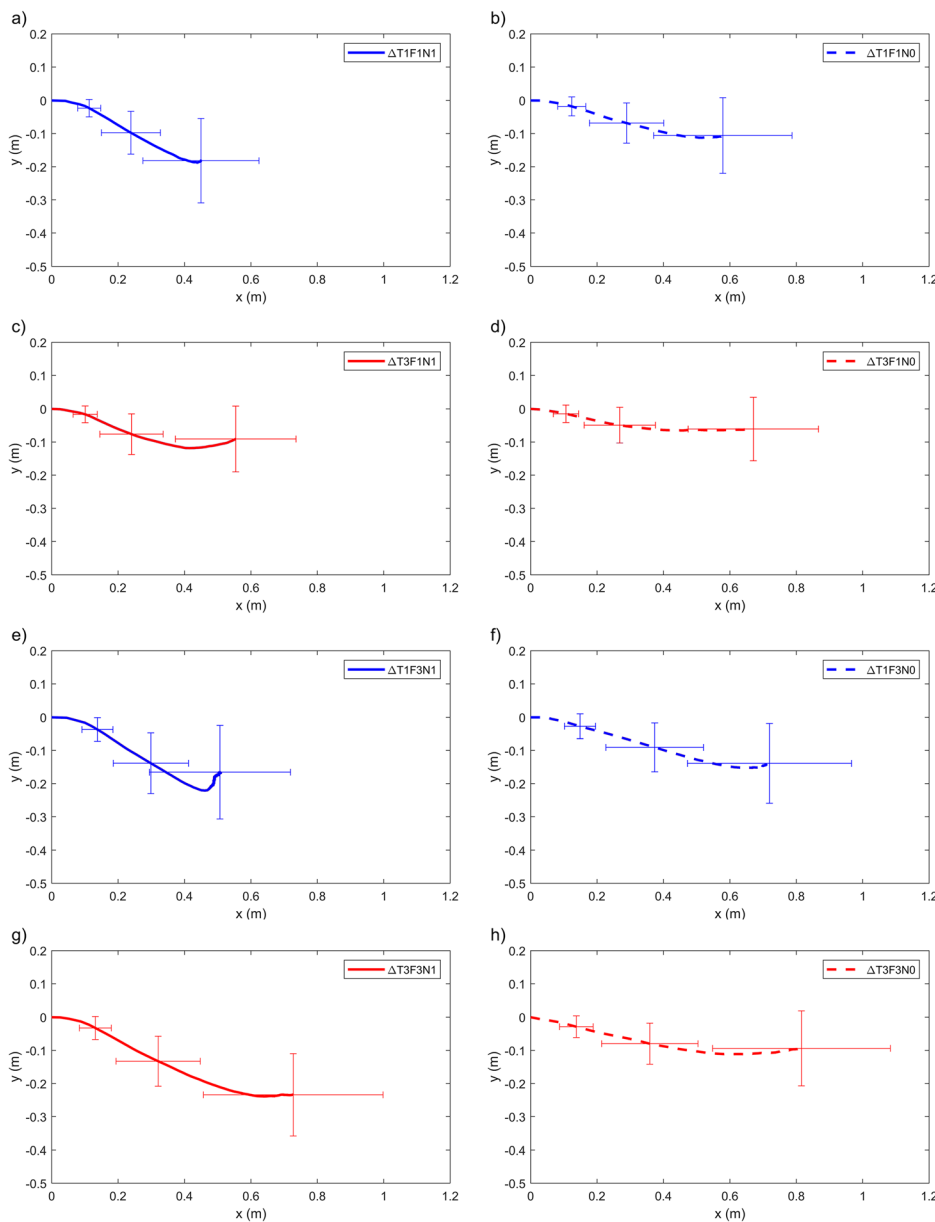 a)
ΔT1F1N1
0.2
0.1
0
-0.1
-0.2
-0.3
-0.4
-0.5
y (m)
0 0.2 0.4 0.6 0.8 1 1.2
x (m)
b)
ΔT1F1N0
0.2
0.1
0
-0.1
-0.2
-0.3
-0.4
-0.5
y (m)
0 0.2 0.4 0.6 0.8 1 1.2
x (m)
c)
ΔT3F1N1
0.2
0.1
0
-0.1
-0.2
-0.3
-0.4
-0.5
y (m)
0 0.2 0.4 0.6 0.8 1 1.2
x (m)
d)
ΔT3F1N0
0.2
0.1
0
-0.1
-0.2
-0.3
-0.4
-0.5
y (m)
0 0.2 0.4 0.6 0.8 1 1.2
x (m)
e)
ΔT1F3N1
0.2
0.1
0
-0.1
-0.2
-0.3
-0.4
-0.5
y (m)
0 0.2 0.4 0.6 0.8 1 1.2
x (m)
f)
ΔT1F3N0
0.2
0.1
0
-0.1
-0.2
-0.3
-0.4
-0.5
y (m)
0 0.2 0.4 0.6 0.8 1 1.2
x (m)
g)
ΔT3F3N1
0.2
0.1
0
-0.1
-0.2
-0.3
-0.4
-0.5
y (m)
0 0.2 0.4 0.6 0.8 1 1.2
x (m)
h)
ΔT3F3N0
0.2
0.1
0
-0.1
-0.2
-0.3
-0.4
-0.5
y (m)
0 0.2 0.4 0.6 0.8 1 1.2
x (m)